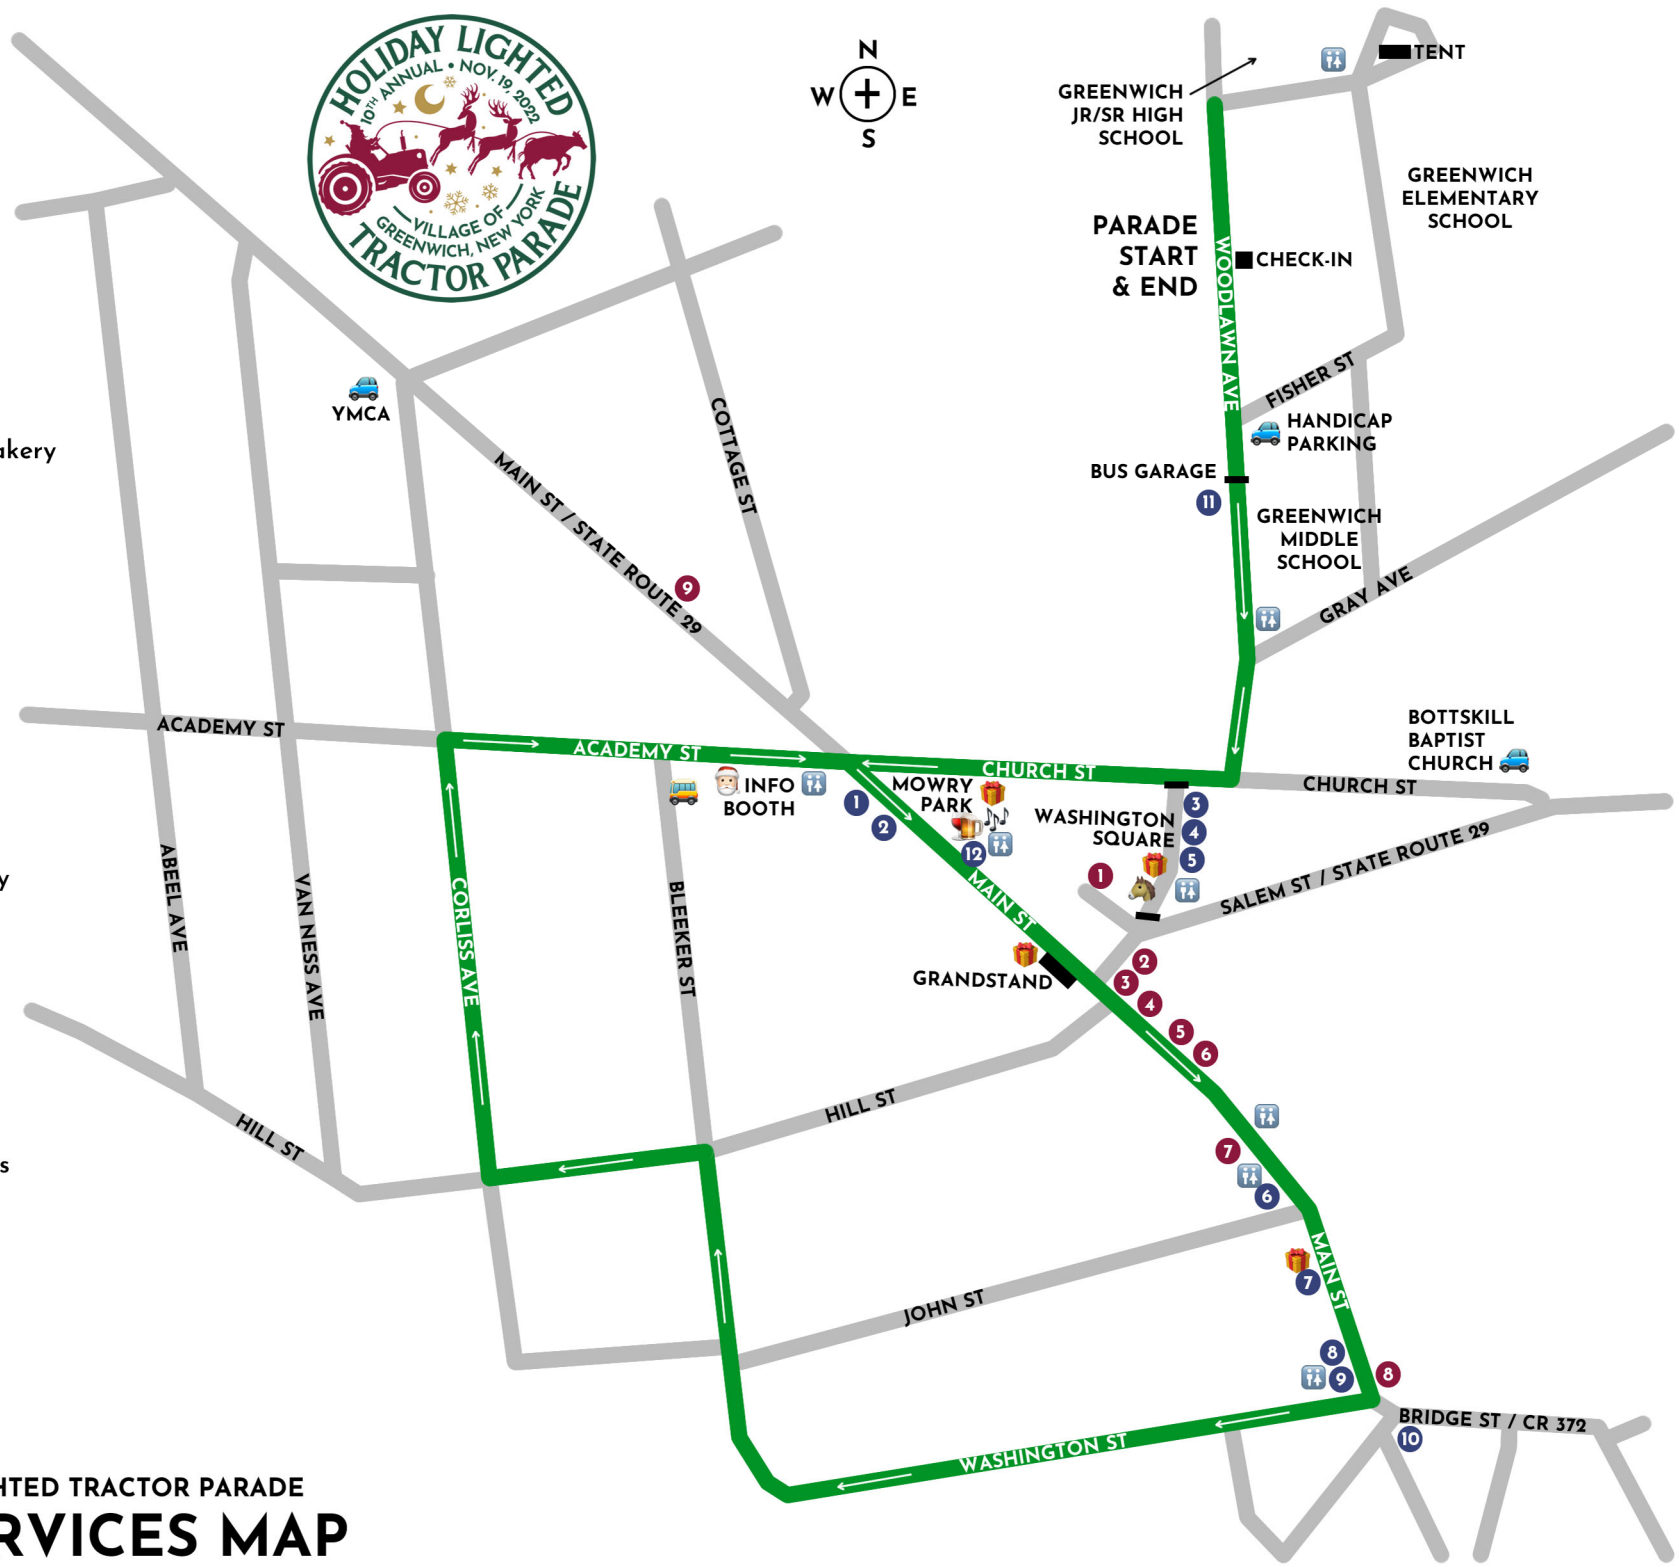 HOLIDAY LIGHTED
10TH ANNUAL • NOV. 19, 2022
VILLAGE OF
GREENWICH, NEW YORK
TRACTOR PARADE
N
W E
S
GREENWICH
JR/SR HIGH
SCHOOL
TENT
GREENWICH
ELEMENTARY
SCHOOL
PARADE
START
& END
WOODLAWN AVE
CHECK-IN
FISHER ST
HANDICAP
PARKING
YMCA
COTTAGE ST
MAIN ST / STATE ROUTE 29
9
akery
BUS GARAGE
11
GREENWICH
MIDDLE
SCHOOL
GRAY AVE
ACADEMY ST
ACADEMY ST
CHURCH ST
CHURCH ST
BOTTSKILL
BAPTIST
CHURCH
INFO
BOOTH
1
2
MOWRY
PARK
12
WASHINGTON
SQUARE
3
4
5
1
SALEM ST / STATE ROUTE 29
ABEEL AVE
VAN NESS AVE
CORLISS AVE
BLEEKER ST
MAIN ST
y
GRANDSTAND
2
3
4
5
6
HILL ST
HILL ST
s
7
6
MAIN ST
7
JOHN ST
8
9
8
BRIDGE ST / CR 372
10
WASHINGTON ST
HTED TRACTOR PARADE
RVICES MAP